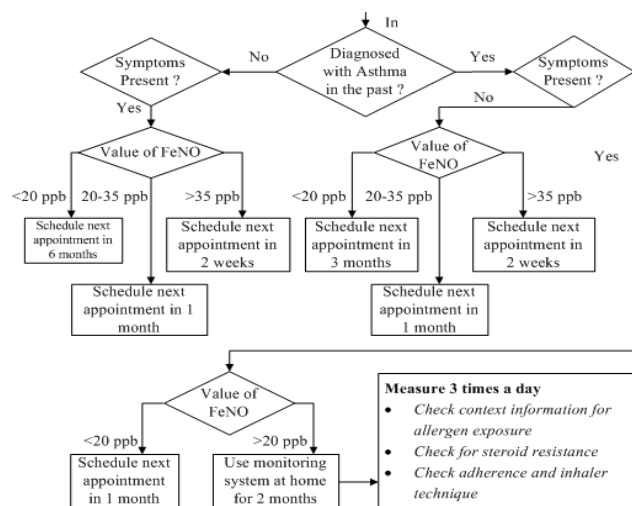 In
Symptoms
Present ?
No
Diagnosed
with Asthma
in the past ?
Yes
Symptoms
Present ?
Yes
No
Value of FeNO
Value of
FeNO
Yes
<20 ppb
20-35 ppb
>35 ppb
<20 ppb
20-35 ppb
>35 ppb
Schedule next
appointment in
6 months
Schedule next
appointment in
2 weeks
Schedule next
appointment in
3 months
Schedule next
appointment in
2 weeks
Schedule next
appointment in 1
month
Schedule next
appointment in 1
month
Value of
FeNO
<20 ppb
>20 ppb
Schedule next
appointment
in 1 month
Use monitoring
system at home
for 2 months
Measure 3 times a day
• Check context information for
allergen exposure
• Check for steroid resistance
• Check adherence and inhaler
technique